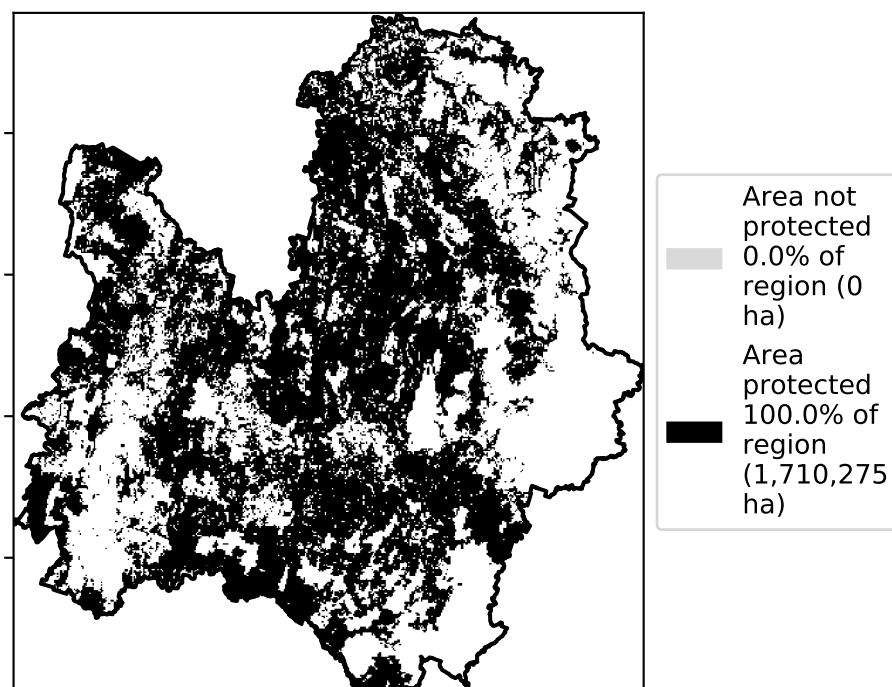 Area not
protected
0.0% of
region (0
ha)
Area
protected
100.0% of
region
(1,710,275
ha)